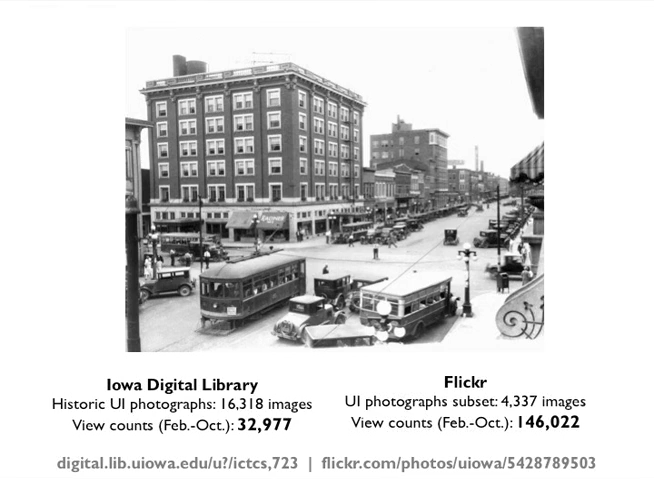 Iowa Digital Library
Historic UI photographs: 16,318 images
View counts (Feb.-Oct.): 32,977
Flickr
UI photographs subset: 4,337 images
View counts (Feb.-Oct.): 146,022
digital.lib.uiowa.edu/u?/ictcs,723 | flickr.com/photos/uiowa/5428789503